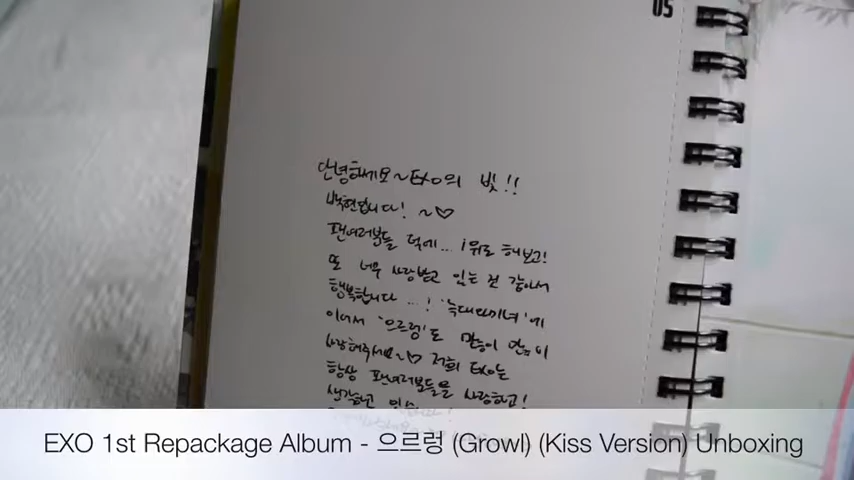 05
안녕하세요~EXO의 빛!!
백현입니다! ~♡
팬여러분들 덕에... 1위로 해보고!
또 너무 사랑받고 있는 것 같아서
행복합니다 ...! '늑대와미녀'에
이어서 '으르렁'도 많이 많이
사랑해주세요~♡ 저희 EXO는
항상 팬여러분들을 사랑하고!
생각하고
EXO 1st Repackage Album - 으르렁 (Growl) (Kiss Version) Unboxing